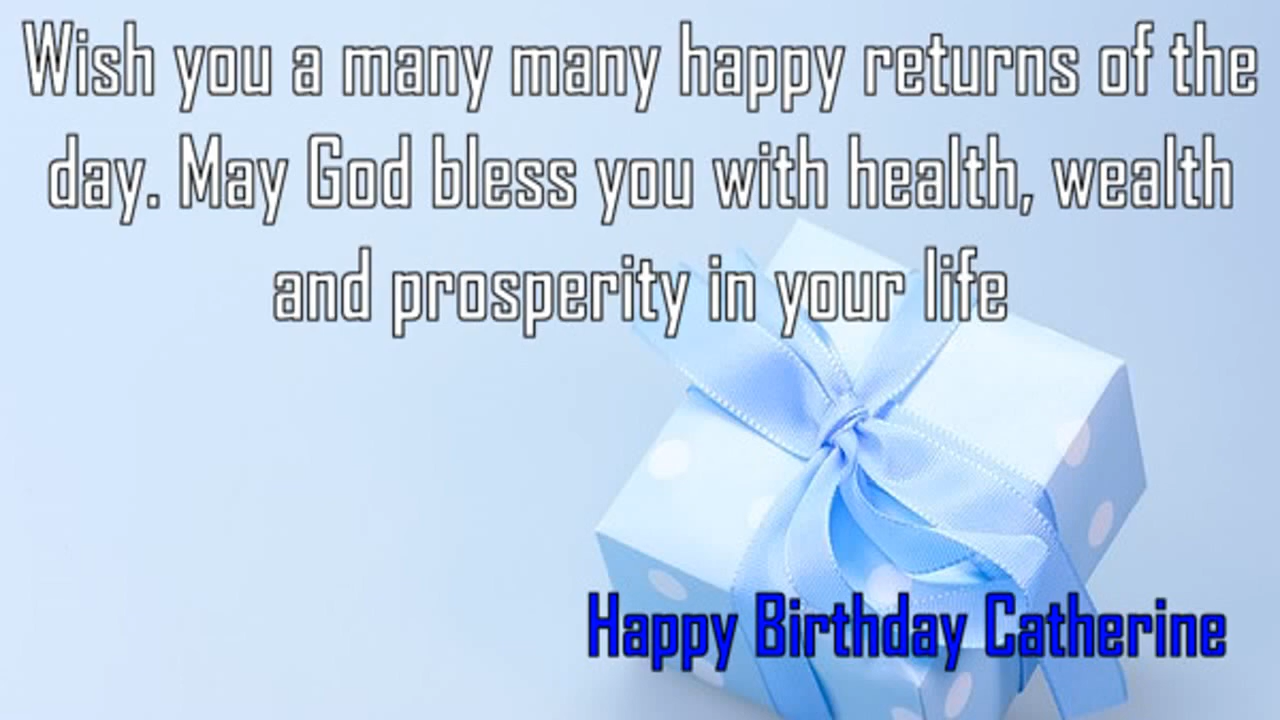 Wish you a many many happy returns of the
day. May God bless you with health, wealth
and prosperity in your life
Happy Birthday Catherine